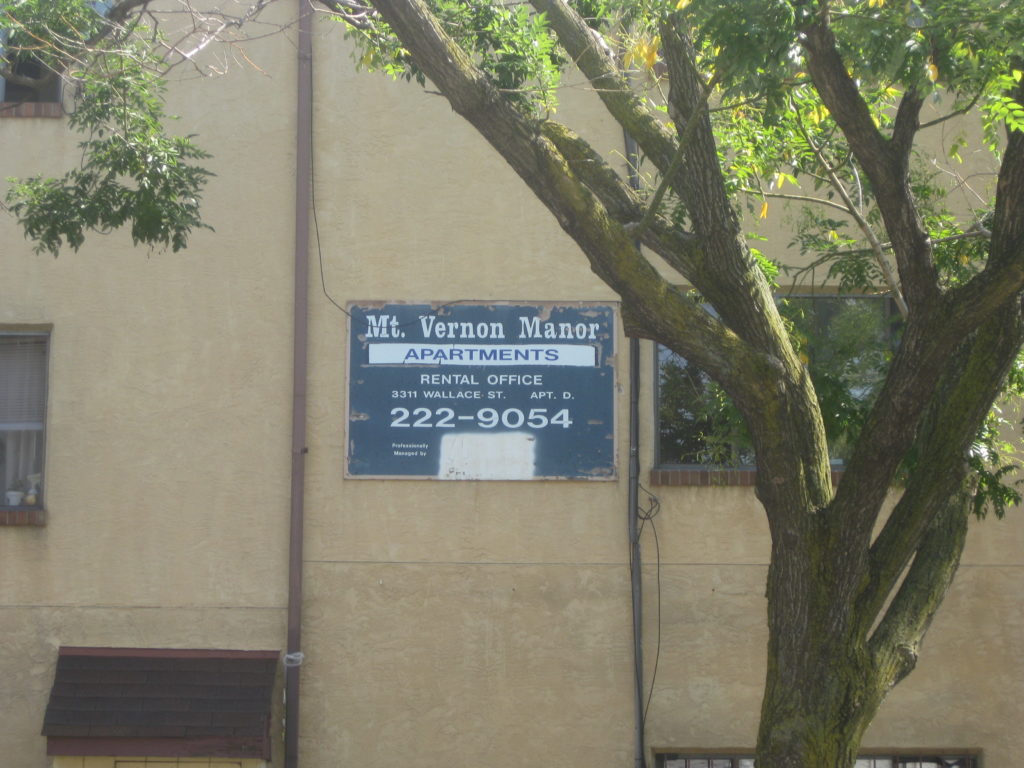 Mt. Vernon Manor
APARTMENTS
RENTAL OFFICE
3311 WALLACE ST. APT. D.
222-9054
Professionally
Managed by